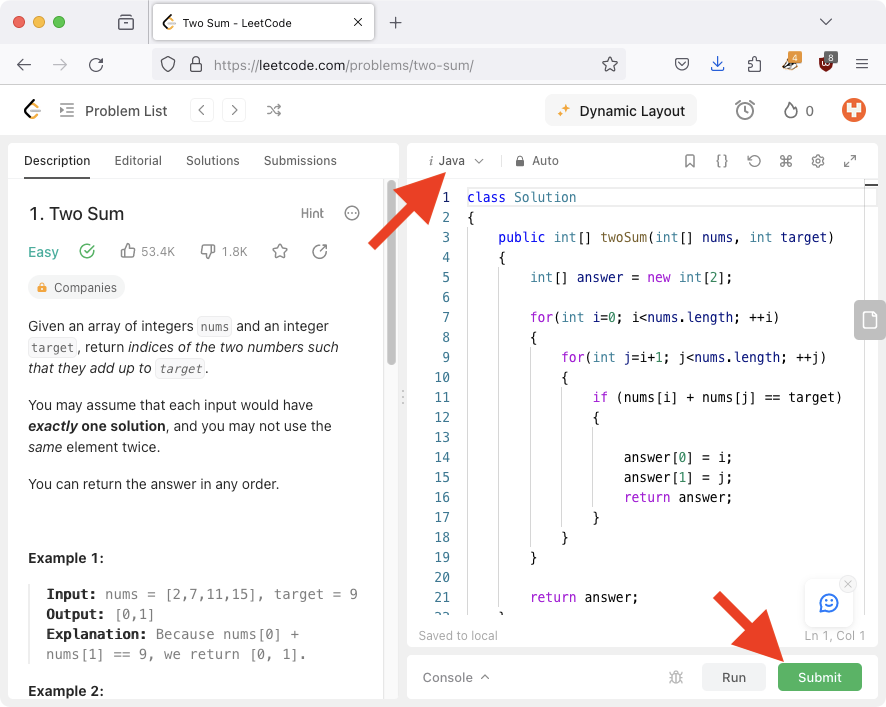 Two Sum - LeetCode
https://leetcode.com/problems/two-sum/
4
8
Problem List
Dynamic Layout
0
Description Editorial Solutions Submissions
1. Two Sum
Hint
Easy
53.4K
1.8K
Companies
Given an array of integers nums and an integer
target, return indices of the two numbers such
that they add up to target.
You may assume that each input would have
exactly one solution, and you may not use the
same element twice.
You can return the answer in any order.
Example 1:
Input: nums = [2,7,11,15], target = 9
Output: [0,1]
Explanation: Because nums[0] +
nums[1] == 9, we return [0, 1].
Example 2:
i Java
Auto
{}
1 class Solution
2 {
3 public int[] twoSum(int[] nums, int target)
4 {
5 int[] answer = new int[2];
6
7 for(int i=0; i<nums.length; ++i)
8 {
9 for(int j=i+1; j<nums.length; ++j)
10 {
11 if (nums[i] + nums[j] == target)
12 {
13
14 answer[0] = i;
15 answer[1] = j;
16 return answer;
17 }
18 }
19 }
20
21 return answer;
Saved to local
Ln 1, Col 1
Console
Run
Submit